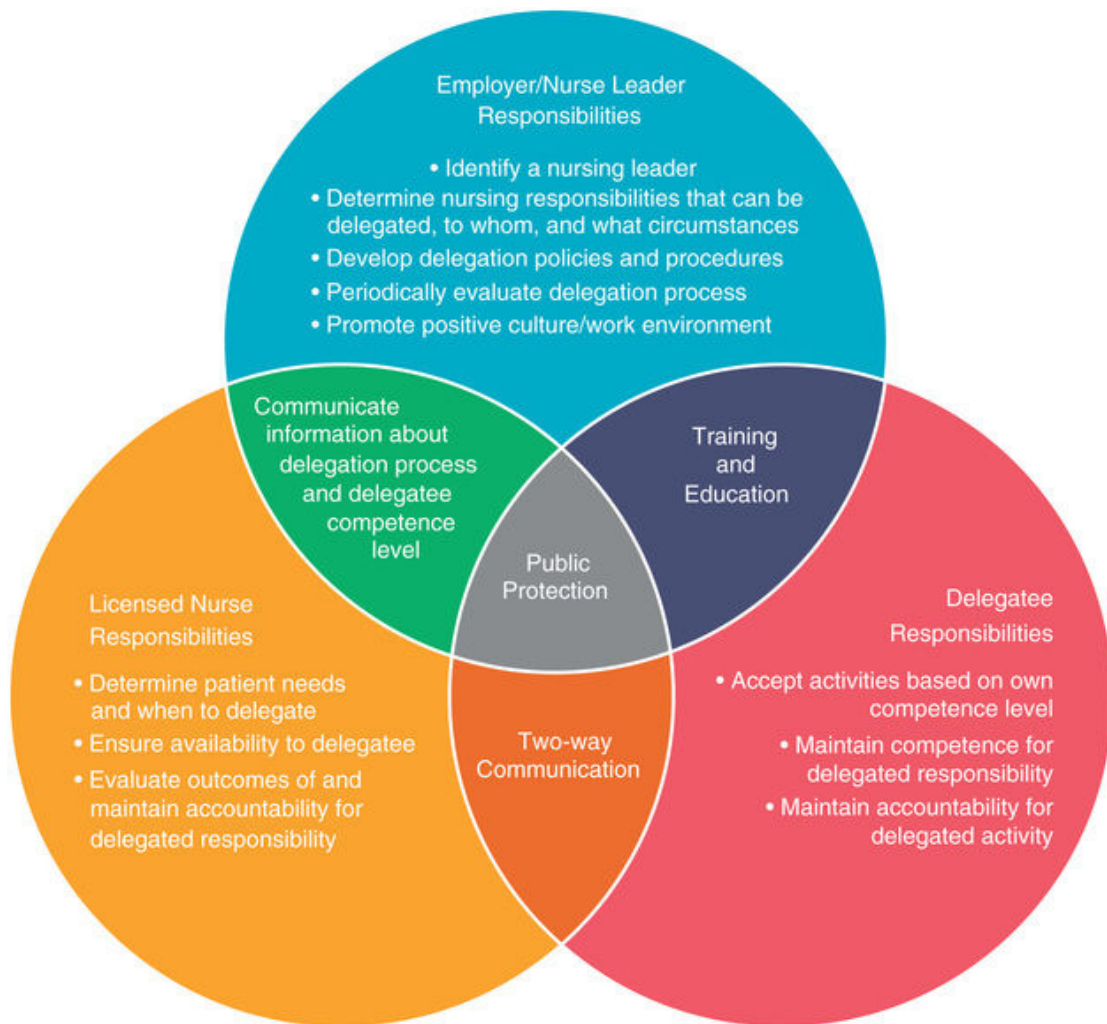 Employer/Nurse Leader
Responsibilities
• Identify a nursing leader
• Determine nursing responsibilities that can be
delegated, to whom, and what circumstances
• Develop delegation policies and procedures
• Periodically evaluate delegation process
• Promote positive culture/work environment
Communicate
information about
delegation process
and delegatee
competence
level
Training
and
Education
Public
Protection
Licensed Nurse
Responsibilities
• Determine patient needs
and when to delegate
• Ensure availability to delegatee
• Evaluate outcomes of and
maintain accountability for
delegated responsibility
Two-way
Communication
Delegatee
Responsibilities
• Accept activities based on own
competence level
• Maintain competence for
delegated responsibility
• Maintain accountability for
delegated activity